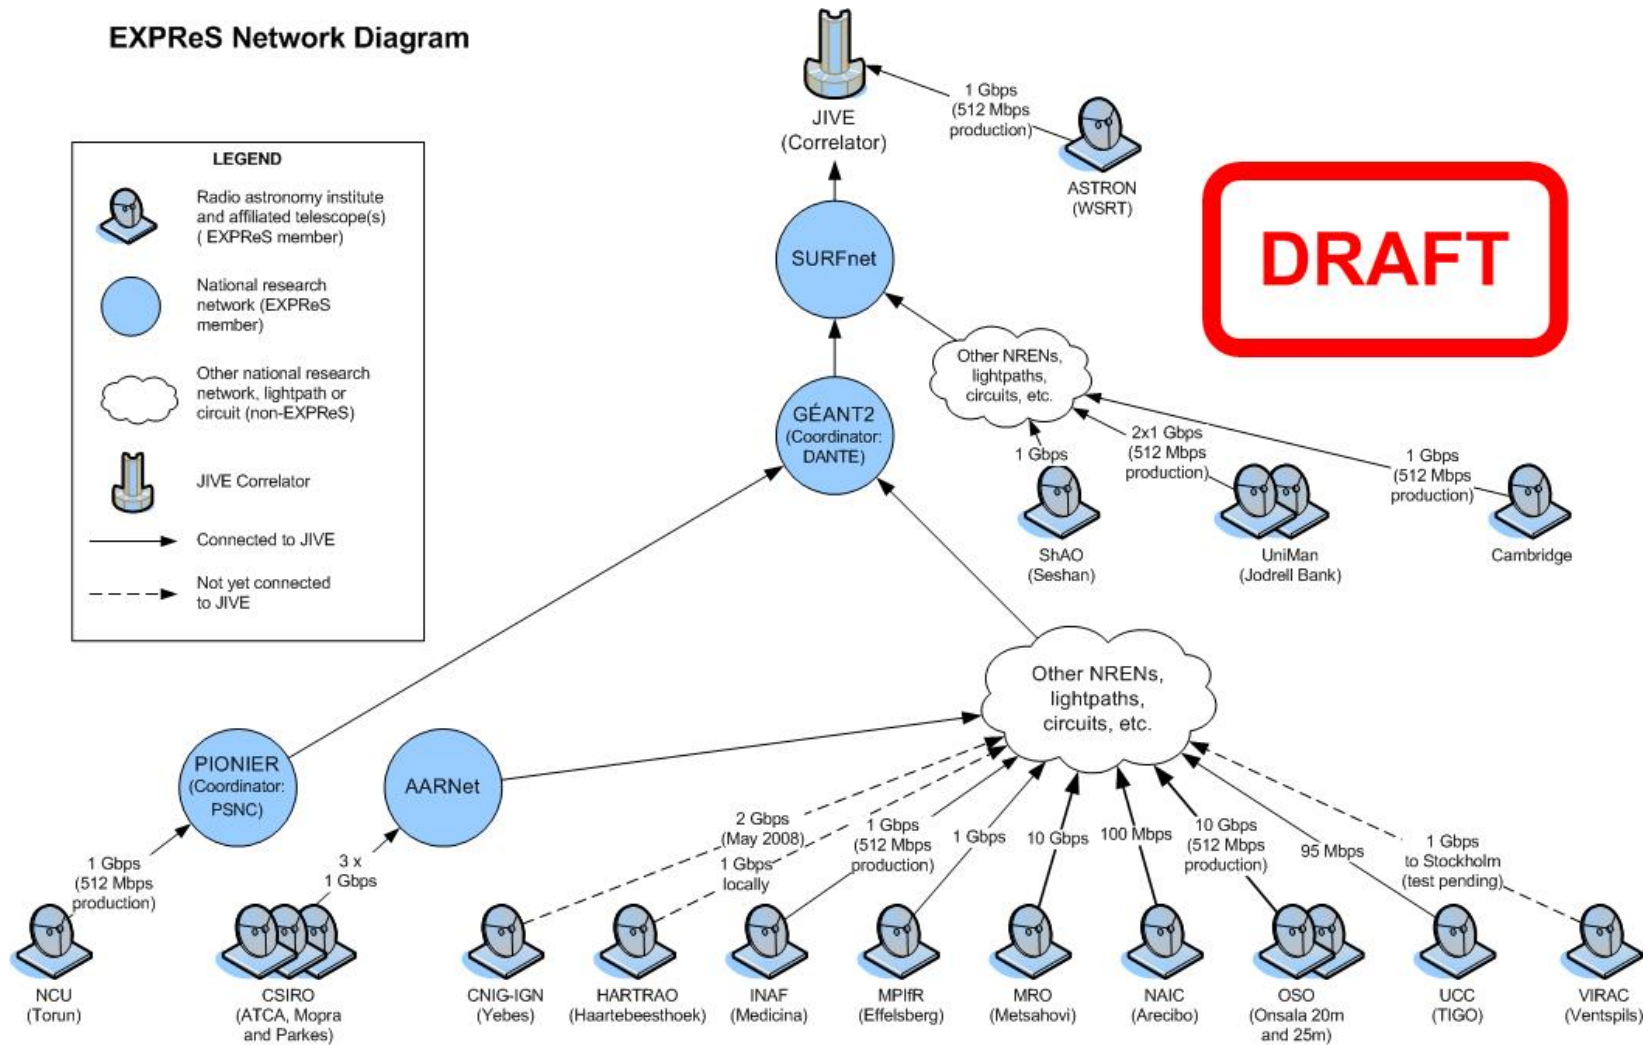 EXPReS Network Diagram
JIVE
(Correlator)
1 Gbps
(512 Mbps
production)
ASTRON
(WSRT)
DRAFT
LEGEND
Radio astronomy institute
and affiliated telescope(s)
( EXPReS member)
National research
network (EXPReS
member)
Other national research
network, lightpath or
circuit (non-EXPReS)
JIVE Correlator
Connected to JIVE
Not yet connected
to JIVE
SURFnet
Other NRENs,
lightpaths,
circuits, etc.
GÉANT2
(Coordinator:
DANTE)
1 Gbps
2x1 Gbps
(512 Mbps
production)
1 Gbps
(512 Mbps
production)
ShAO
(Seshan)
UniMan
(Jodrell Bank)
Cambridge
Other NRENs,
lightpaths,
circuits, etc.
PIONIER
(Coordinator:
PSNC)
AARNet
1 Gbps
(512 Mbps
production)
3 x
1 Gbps
2 Gbps
(May 2008)
1 Gbps
locally
1 Gbps
(512 Mbps
production)
1 Gbps
10 Gbps
100 Mbps
10 Gbps
(512 Mbps
production)
95 Mbps
1 Gbps
to Stockholm
(test pending)
NCU
(Torun)
CSIRO
(ATCA, Mopra
and Parkes)
CNIG-IGN
(Yebes)
HARTRAO
(Haartebeesthoek)
INAF
(Medicina)
MPIfR
(Effelsberg)
MRO
(Metsahovi)
NAIC
(Arecibo)
OSO
(Onsala 20m
and 25m)
UCC
(TIGO)
VIRAC
(Ventspils)